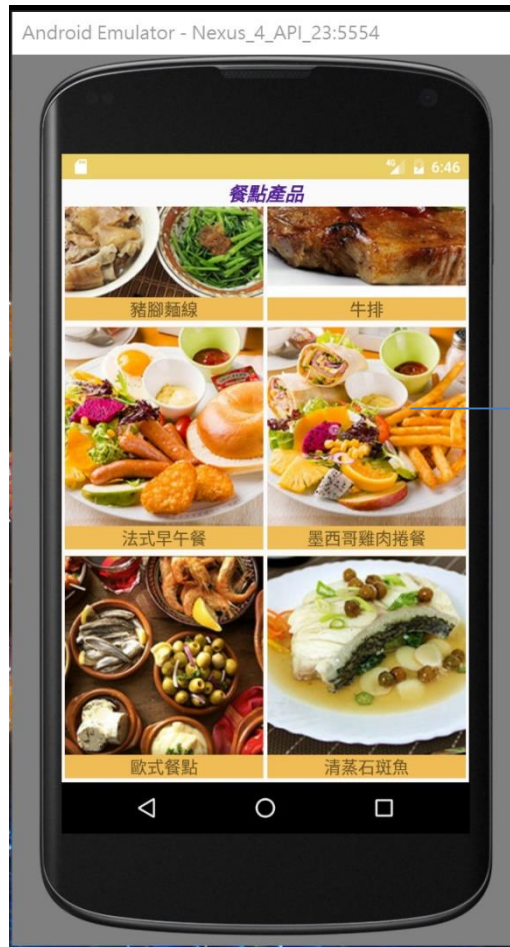 Android Emulator - Nexus_4_API_23:5554
4G 6:46
餐點產品
豬腳麵線
牛排
法式早午餐
墨西哥雞肉捲餐
歐式餐點
清蒸石斑魚